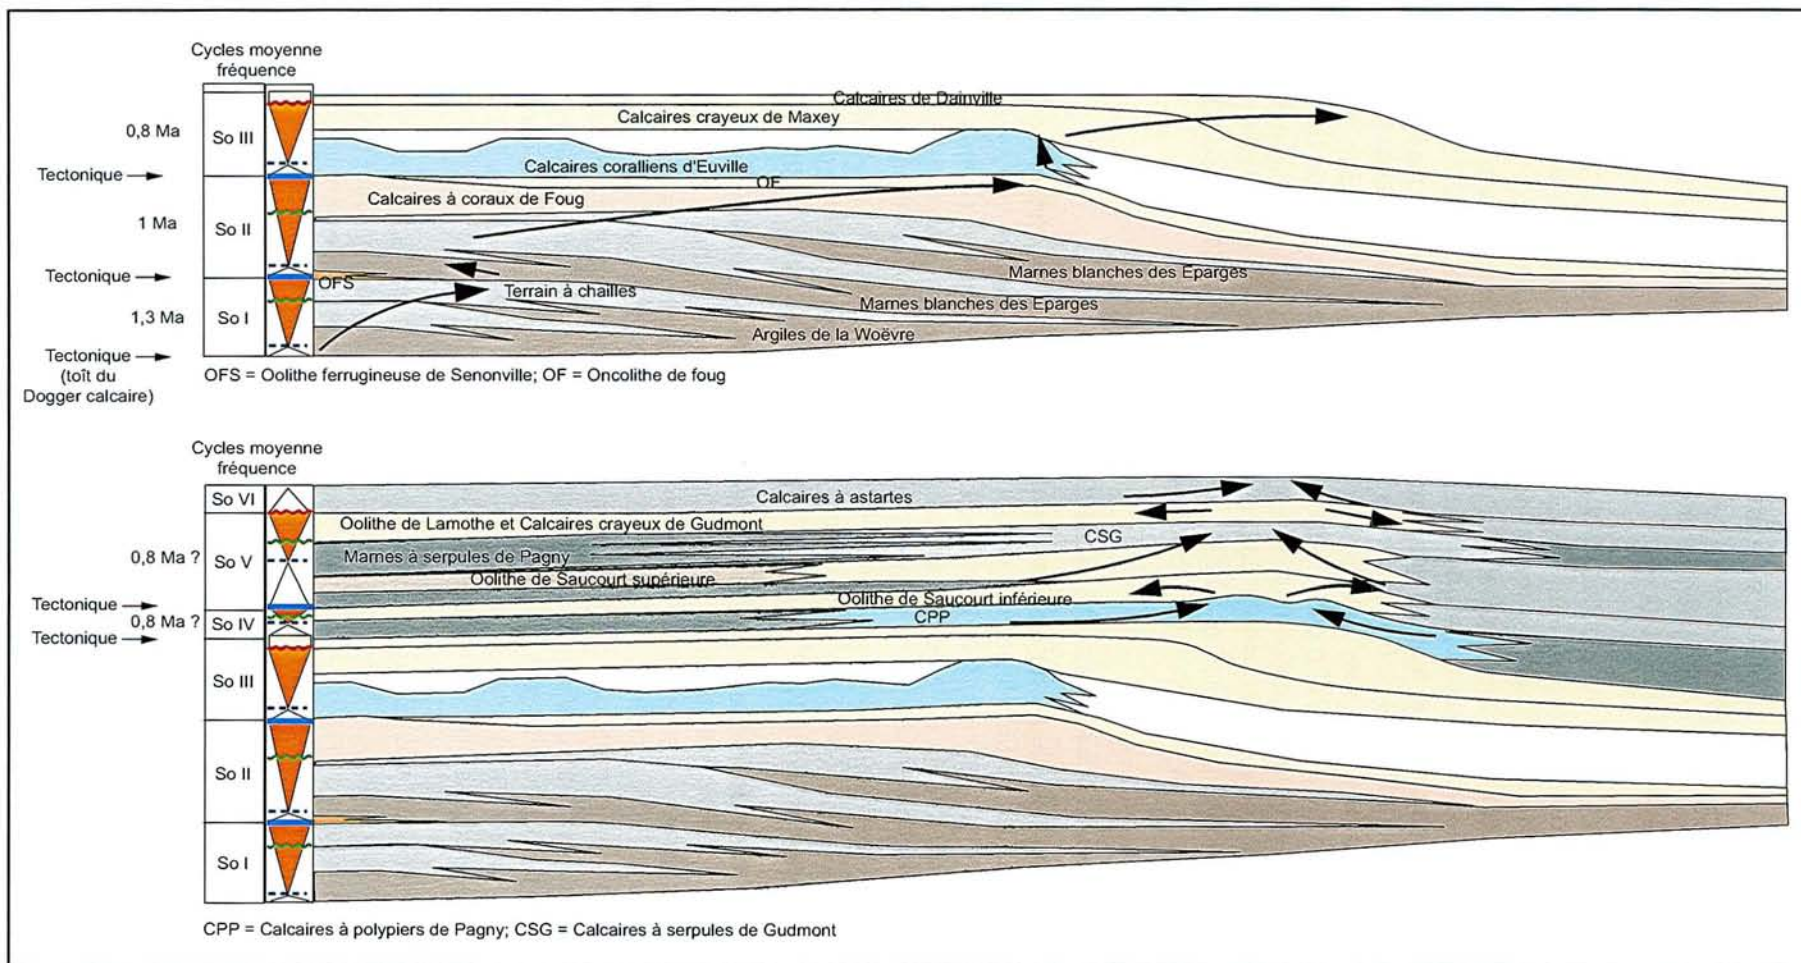 Cycles moyenne
fréquence
0,8 Ma
So III
Calcaires de Dainville
Calcaires crayeux de Maxey
Calcaires coralliens d'Euville
Tectonique
OF
Calcaires à coraux de Foug
1 Ma
So II
Marnes blanches des Eparges
Tectonique
OFS
Terrain à chailles
Marnes blanches des Eparges
1,3 Ma
So I
Argiles de la Woëvre
Tectonique
(toît du
Dogger calcaire)
OFS = Oolithe ferrugineuse de Senonville; OF = Oncolithe de foug
Cycles moyenne
fréquence
So VI
Calcaires à astartes
Oolithe de Lamothe et Calcaires crayeux de Gudmont
CSG
0,8 Ma ?
So V
Marnes à serpules de Pagny
Oolithe de Saucourt supérieure
Tectonique
Oolithe de Saucourt inférieure
0,8 Ma ?
So IV
CPP
Tectonique
So III
So II
So I
CPP = Calcaires à polypiers de Pagny; CSG = Calcaires à serpules de Gudmont